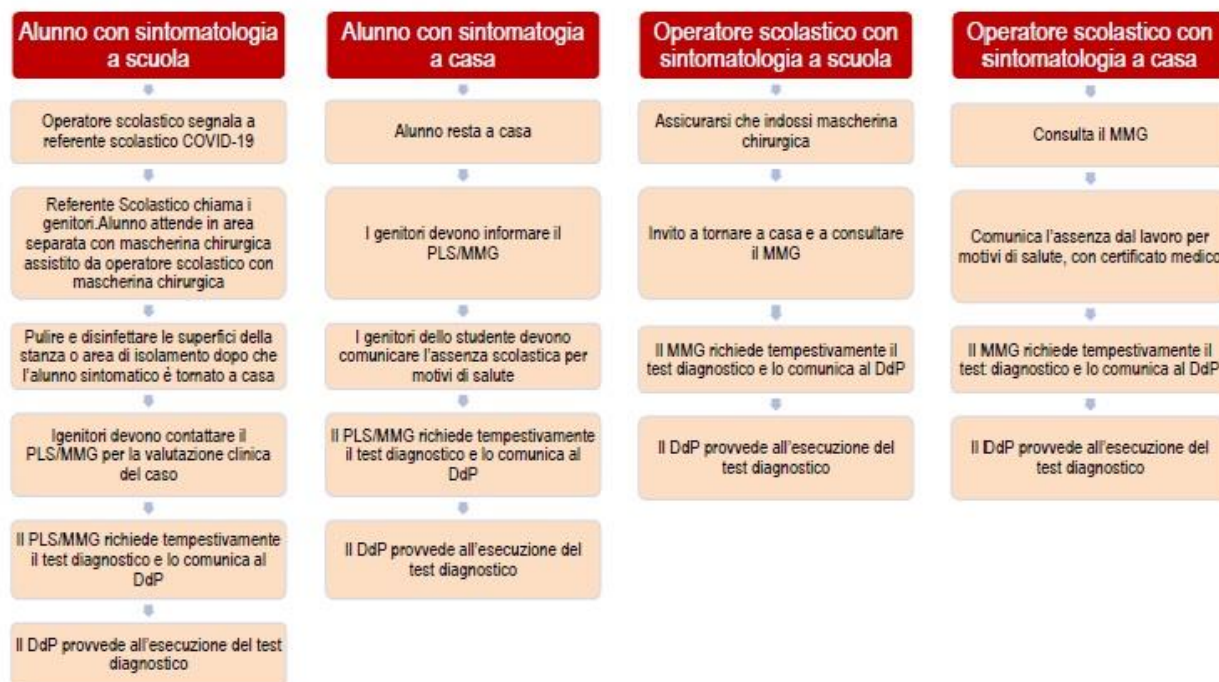 Alunno con sintomatologia
a scuola
Operatore scolastico segnala a
referente scolastico COVID-19
Referente Scolastico chiama i
genitori.Alunno attende in area
separata con mascherina chirurgica
assistito da operatore scolastico con
mascherina chirurgica
Pulire e disinfettare le superfici della
stanza o area di isolamento dopo che
l'alunno sintomatico è tornato a casa
Igenitori devono contattare il
PLS/MMG per la valutazione clinica
del caso
Il PLS/MMG richiede tempestivamente
il test diagnostico e lo comunica al
DdP
Il DdP provvede all'esecuzione del test
diagnostico
Alunno con sintomatogia
a casa
Alunno resta a casa
I genitori devono informare il
PLS/MMG
I genitori dello studente devono
comunicare l'assenza scolastica per
motivi di salute
Il PLS/MMG richiede tempestivamente
il test diagnostico e lo comunica al
DdP
Il DdP provvede all'esecuzione del
test diagnostico
Operatore scolastico con
sintomatologia a scuola
Assicurarsi che indossi mascherina
chirurgica
Invito a tornare a casa e a consultare
il MMG
Il MMG richiede tempestivamente il
test diagnostico e lo comunica al DdP
Il DdP provvede all'esecuzione del
test diagnostico
Operatore scolastico con
sintomatologia a casa
Consulta il MMG
Comunica l'assenza dal lavoro per
motivi di salute, con certificato medico
Il MMG richiede tempestivamente il
test diagnostico e lo comunica al DdP
Il DdP provvede all'esecuzione del
test diagnostico